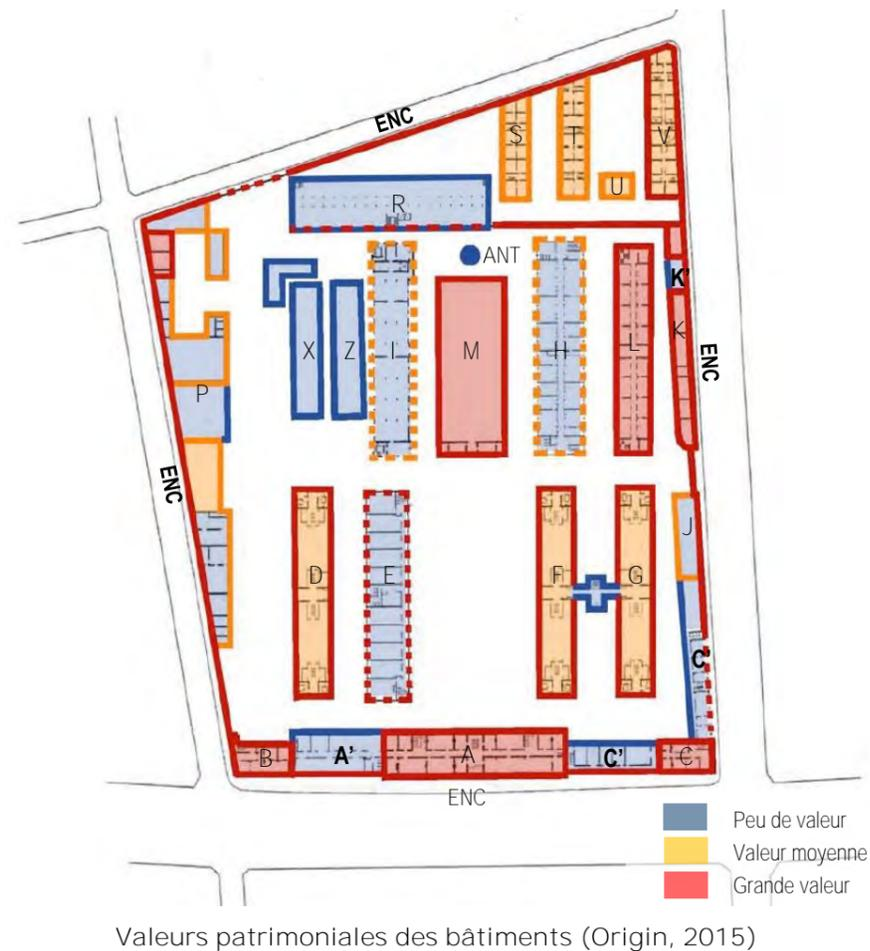 ENC
S T V
U
R
ANT
K'
K
X Z I M H L
ENC
P
ENC
J
D E F G
C'
B A' A C' C
ENC
Peu de valeur
Valeur moyenne
Grande valeur
Valeurs patrimoniales des bâtiments (Origin, 2015)